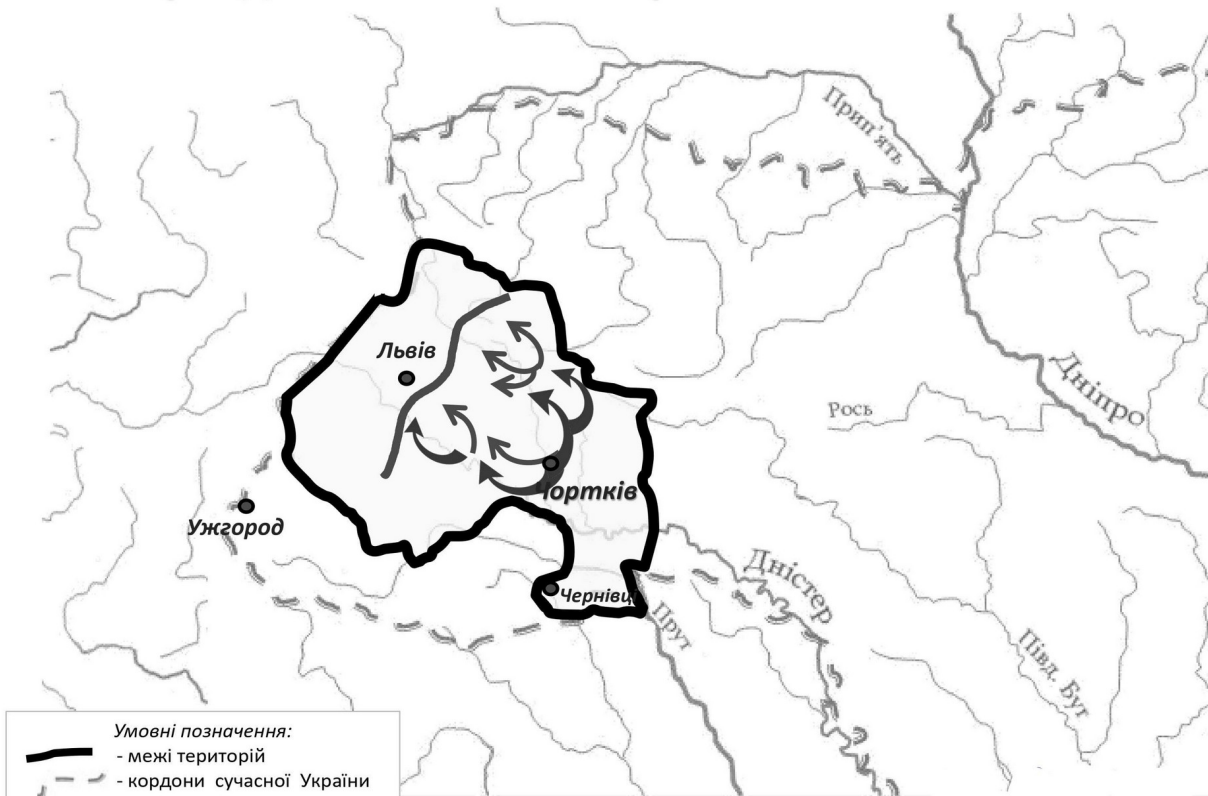 Прип'ять
Львів
Дніпро
Рось
Чортків
Ужгород
Дністер
Чернівці
Прут
Півд. Буг
Умовні позначення:
- межі територій
- кордони сучасної України